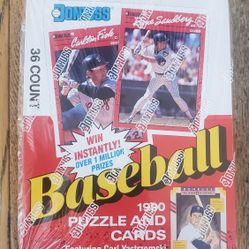 DONRUSS
DONRUSS
Carlton Fisk
Ryne Sandberg
36 COUNT
WIN
INSTANTLY!
OVER 1 MILLION
PRIZES
Baseball
1990
PUZZLE AND
CARDS
Featuring Carl Yastrzemski